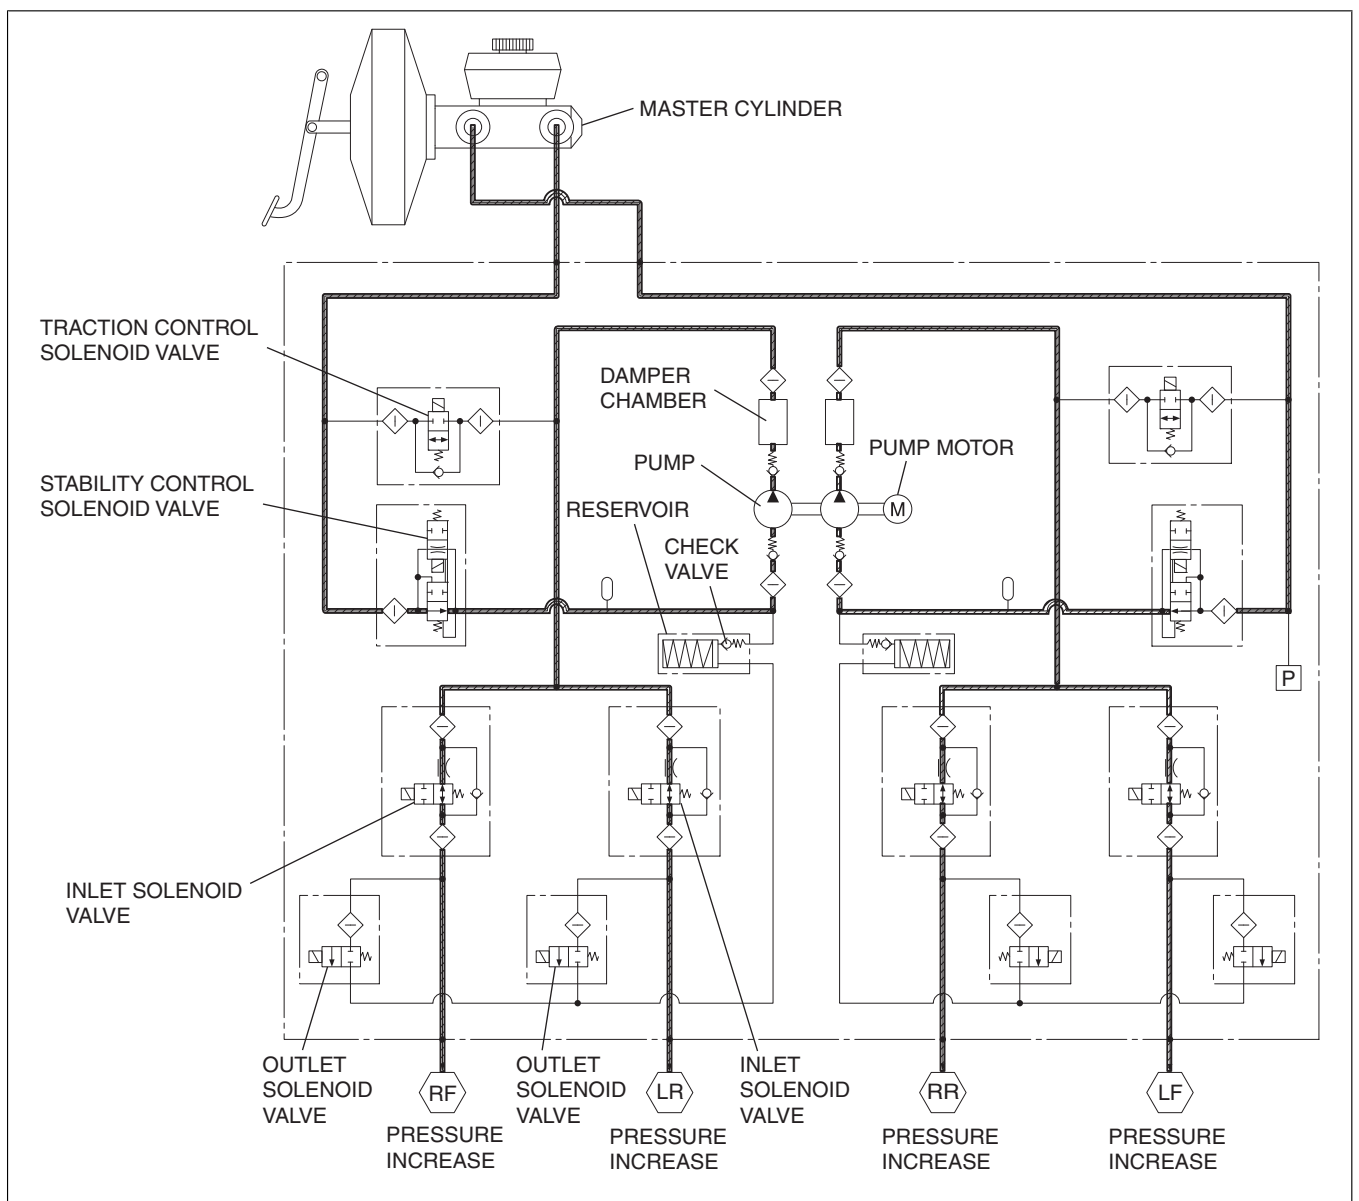 MASTER CYLINDER
TRACTION CONTROL
SOLENOID VALVE
DAMPER
CHAMBER
PUMP MOTOR
PUMP
STABILITY CONTROL
SOLENOID VALVE
RESERVOIR
M
CHECK
VALVE
P
INLET SOLENOID
VALVE
OUTLET
SOLENOID
VALVE
RF
PRESSURE
INCREASE
OUTLET
SOLENOID
VALVE
LR
PRESSURE
INCREASE
INLET
SOLENOID
VALVE
RR
PRESSURE
INCREASE
LF
PRESSURE
INCREASE